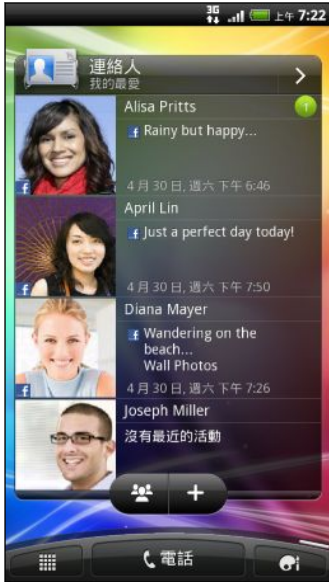 3G
上午 7:22
連絡人
我的最愛
Alisa Pritts
1
f Rainy but happy...
4 月 30 日, 週六 下午 6:46
April Lin
f Just a perfect day today!
4 月 30 日, 週六 下午 7:50
Diana Mayer
f Wandering on the
beach...
Wall Photos
4 月 30 日, 週六 下午 7:26
Joseph Miller
沒有最近的活動
電話